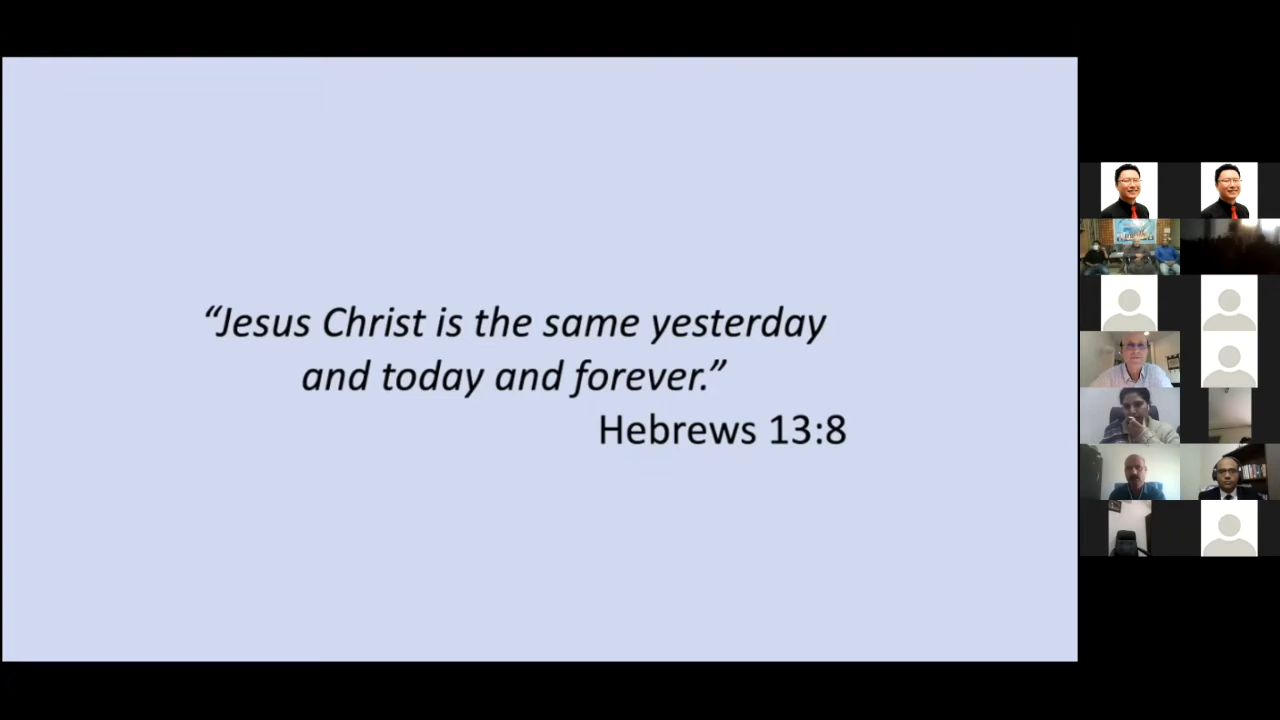 “Jesus Christ is the same yesterday
and today and forever.”
Hebrews 13:8